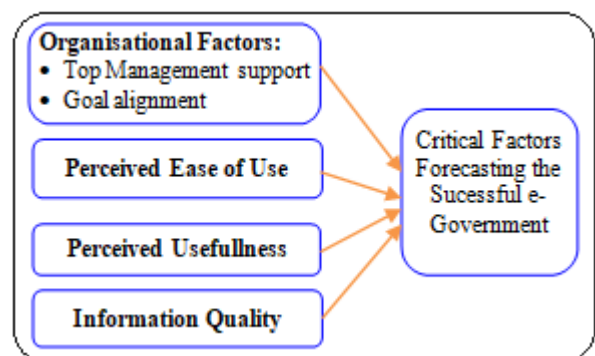 Organisational Factors:
• Top Management support
• Goal alignment
Perceived Ease of Use
Perceived Usefullness
Information Quality
Critical Factors
Forecasting the
Sucessful e-
Government